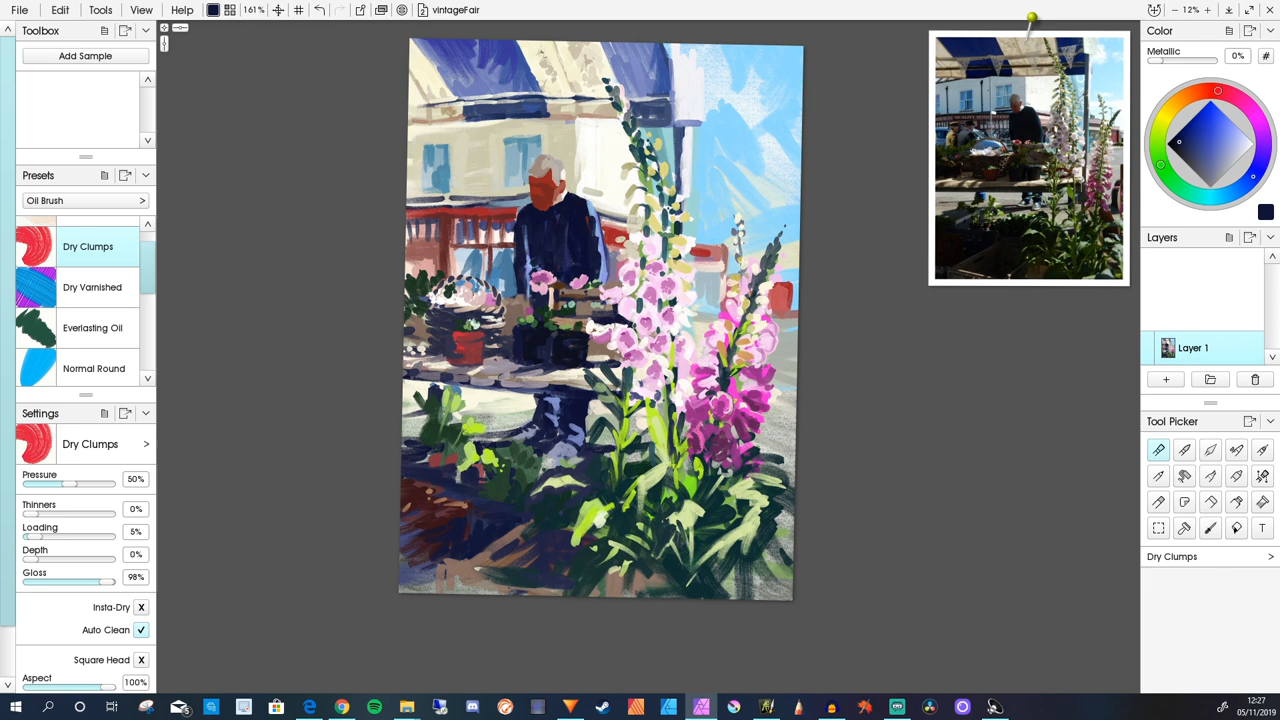 File Edit Tools View Help 161% 2 vintageFair 12%
Toolbox
Add Sample
Presets
Oil Brush >
Dry Clumps
Dry Varnished
Everlasting Oil
Normal Round
Settings
Dry Clumps >
Pressure 50%
Thinners 0%
Loading 5%
Depth 0%
Gloss 98%
Insta-Dry X
Auto Clean
Square Head X
Aspect 100%
Color
Metallic 0% #
Layers
Layer 1
Tool Picker
T
Dry Clumps >
12:27
05/11/2019